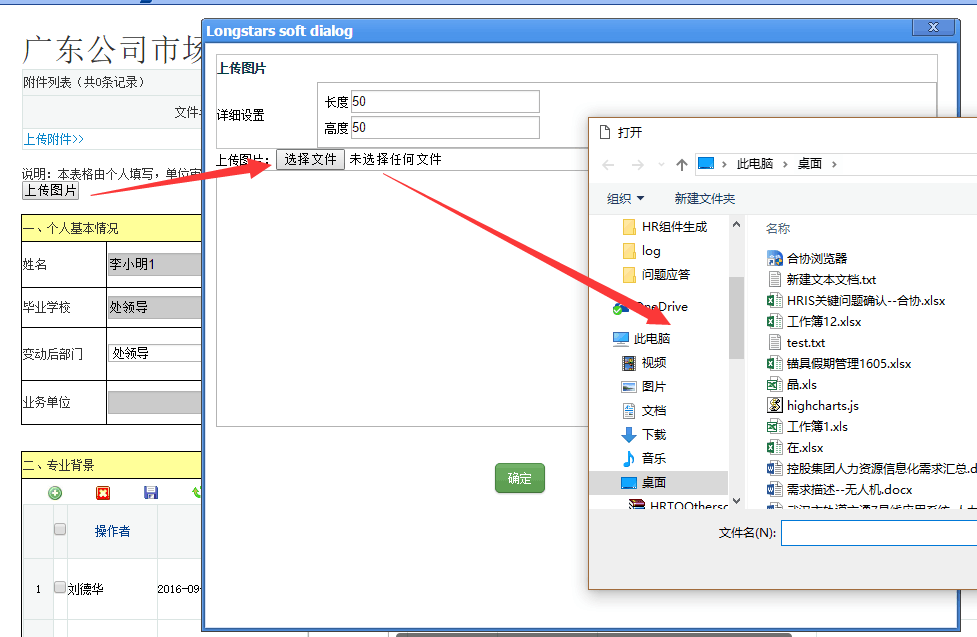 广东公司市场
附件列表（共0条记录）
文件
上传附件>>
说明：本表格由个人填写，单位审
上传图片
一、个人基本情况
姓名
李小明1
毕业学校
处领导
变动后部门
处领导
业务单位
二、专业背景
操作者
1
刘德华
2016-09-
Longstars soft dialog
上传图片
详细设置
长度 50
高度 50
上传图片：
选择文件
未选择任何文件
确定
打开
此电脑 > 桌面 >
组织
新建文件夹
HR组件生成
log
问题应答
OneDrive
此电脑
视频
图片
文档
下载
音乐
桌面
名称
合协浏览器
新建文本文档.txt
HRIS关键问题确认--合协.xlsx
工作簿12.xlsx
test.txt
锚具假期管理1605.xlsx
晶.xls
highcharts.js
工作簿1.xls
在.xlsx
控股集团人力资源信息化需求汇总.d
需求描述--无人机.docx
文件名(N):